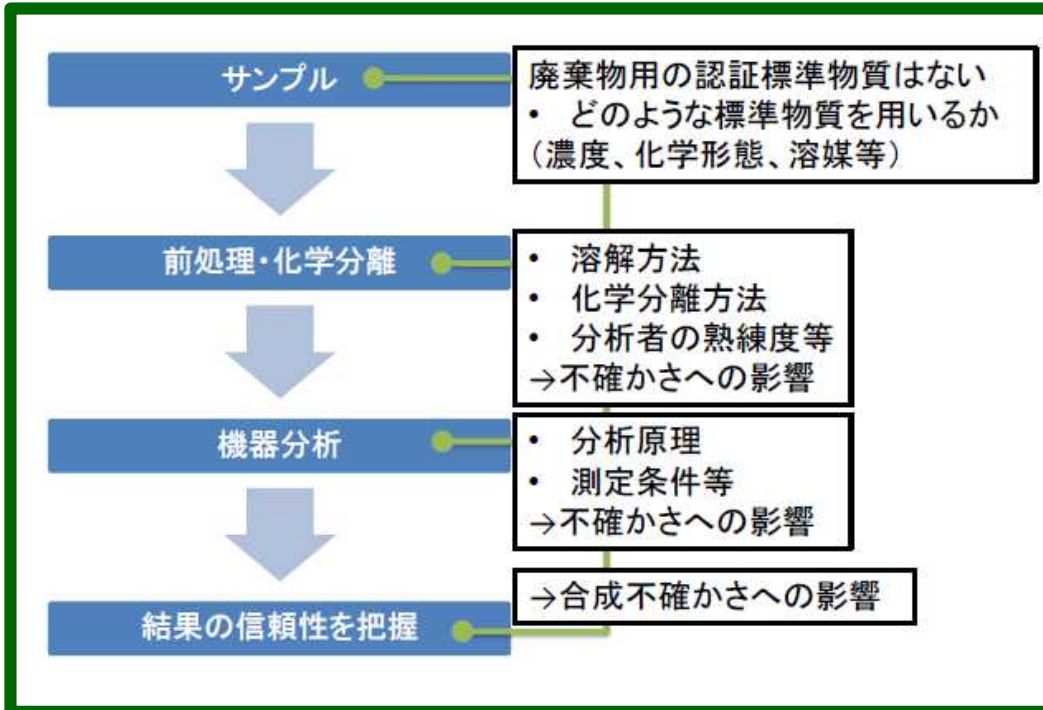 サンプル
廃棄物用の認証標準物質はない
• どのような標準物質を用いるか
（濃度、化学形態、溶媒等）
前処理・化学分離
• 溶解方法
• 化学分離方法
• 分析者の熟練度等
→不確かさへの影響
機器分析
• 分析原理
• 測定条件等
→不確かさへの影響
結果の信頼性を把握
→合成不確かさへの影響